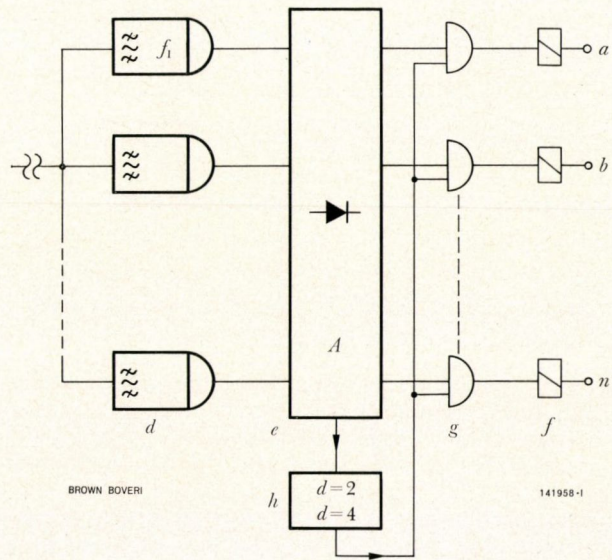 f₁
a
b
A
n
d
e
g
f
h
d = 2
d = 4
BROWN BOVERI
141958·I